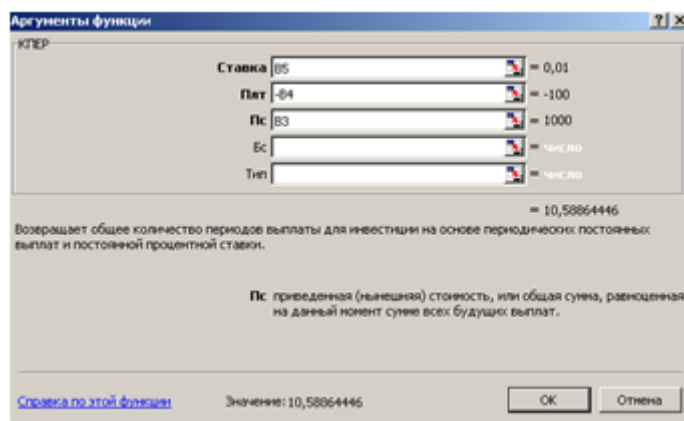 Аргументы функции
КПЕР
Ставка B5 = 0,01
Плт -B4 = -100
Пс B3 = 1000
Бс = число
Тип = число
= 10,58864446
Возвращает общее количество периодов выплаты для инвестиции на основе периодических постоянных
выплат и постоянной процентной ставки.
Пс приведенная (нынешняя) стоимость, или общая сумма, равноценная
на данный момент сумме всех будущих выплат.
Справка по этой функции Значение: 10,58864446 ОК Отмена